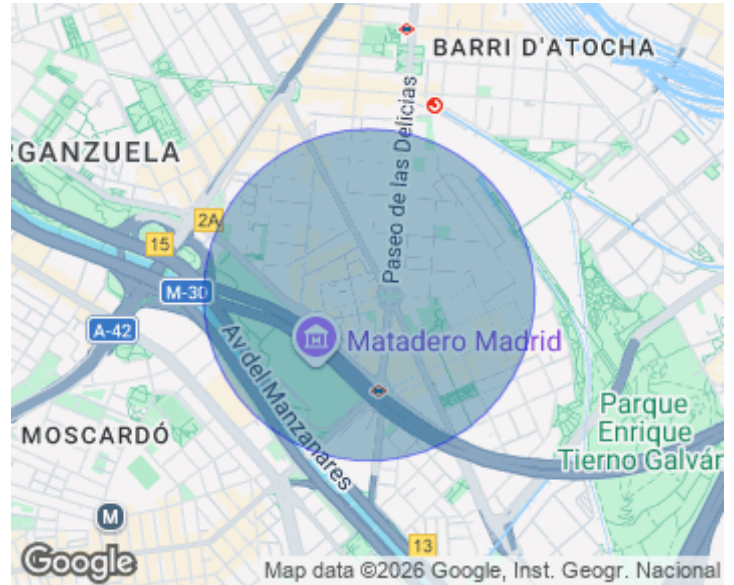 BARRI D'ATOCHA
Paseo de las Delicias
RGANZUELA
2A
15
M-30
A-42
Matadero Madrid
Av del Manzanares
MOSCARDÓ
Parque
Enrique
Tierno Galván
M
13
Google
Map data ©2026 Google, Inst. Geogr. Nacional